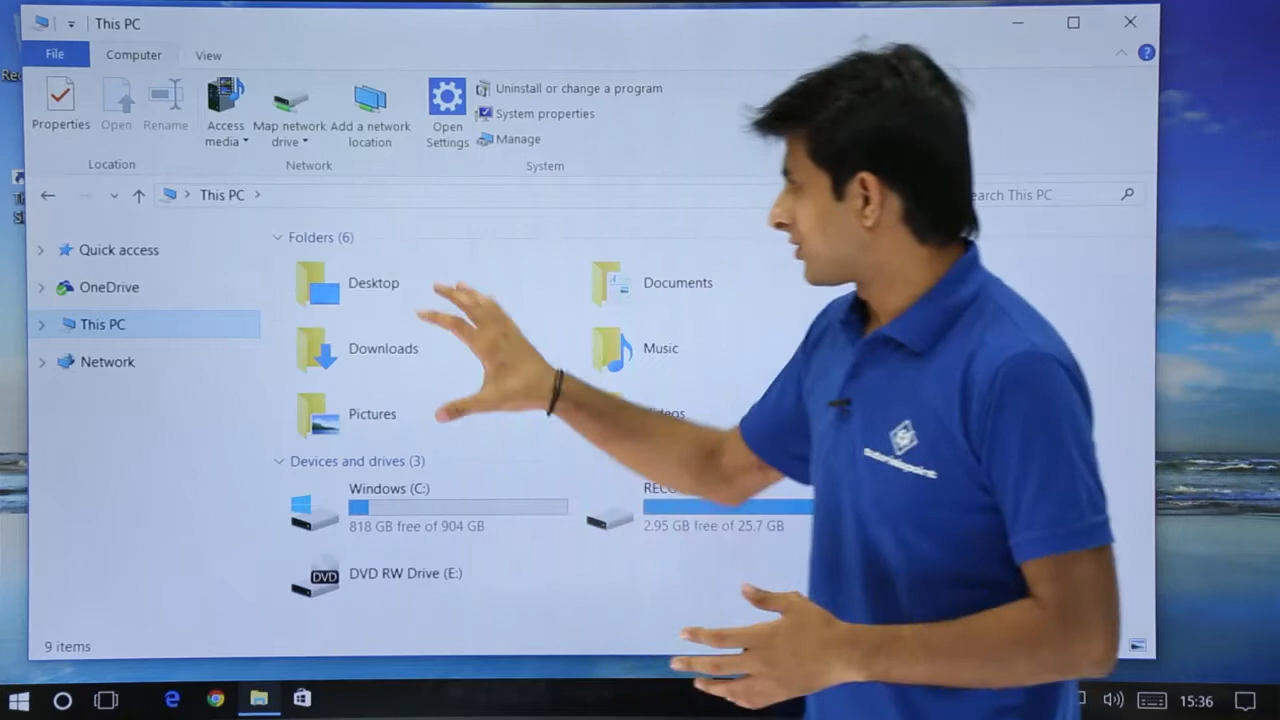 This PC
File
Computer
View
Properties
Open
Rename
Access media
Map network drive
Add a network location
Open Settings
Uninstall or change a program
System properties
Manage
Location
Network
System
This PC
earch This PC
Quick access
OneDrive
This PC
Network
Folders (6)
Desktop
Documents
Downloads
Music
Pictures
Devices and drives (3)
Windows (C:)
818 GB free of 904 GB
RECO
2.95 GB free of 25.7 GB
DVD
DVD RW Drive (E:)
9 items
15:36